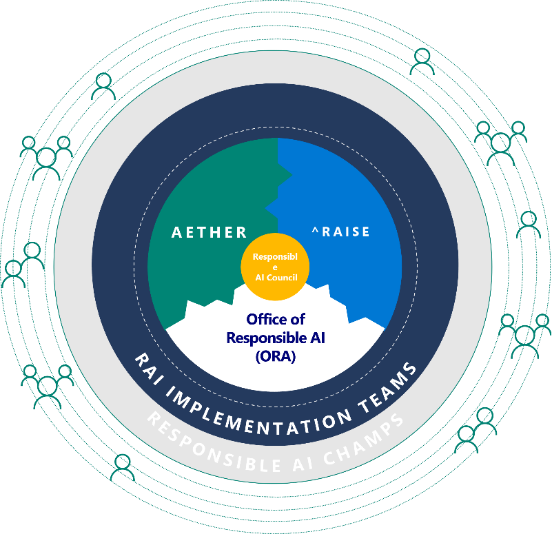 AETHER
^RAISE
Responsibl
e
AI Council
Office of
Responsible AI
(ORA)
RAI IMPLEMENTATION TEAMS
RESPONSIBLE AI CHAMPS